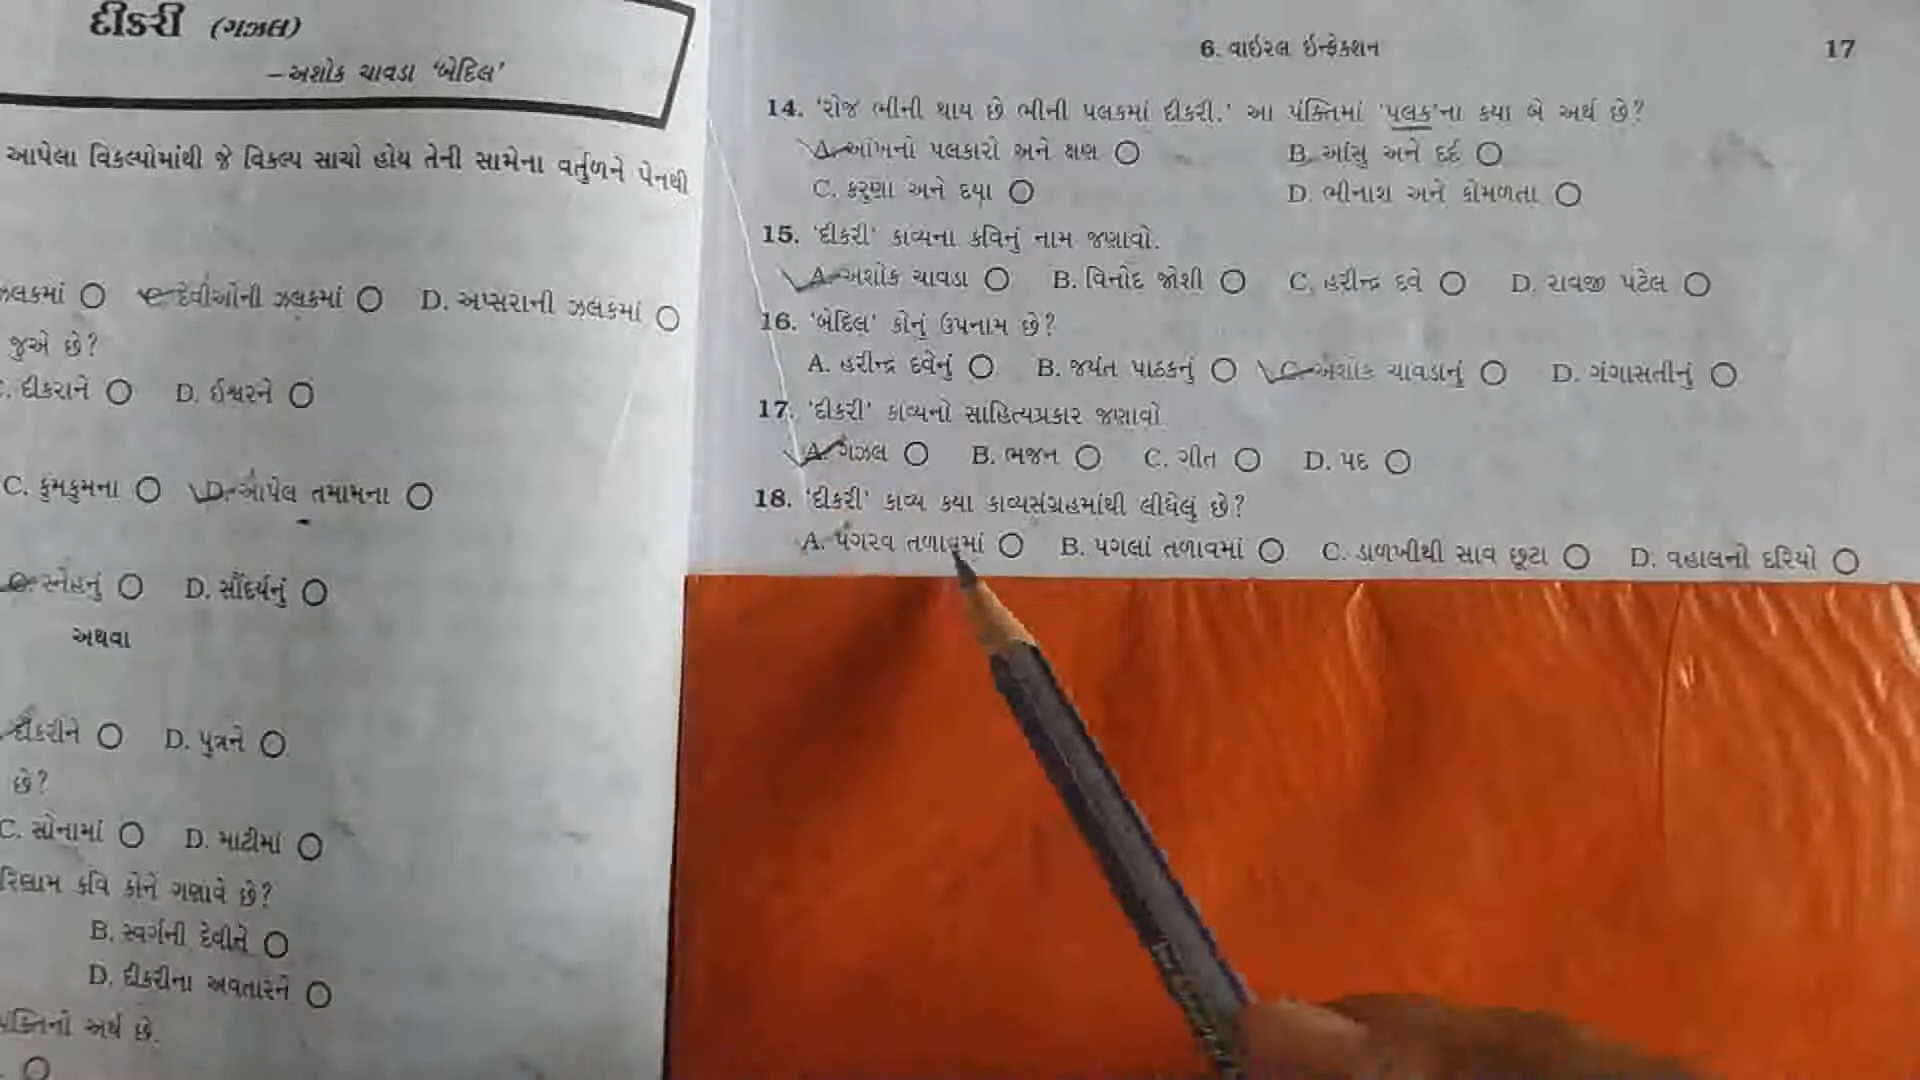 દીકરી (ગઝલ)
–અશોક ચાવડા ‘બેદિલ’
આપેલા વિકલ્પોમાંથી જે વિકલ્પ સાચો હોય તેની સામેના વર્તુળને પેનથી
ઝલકમાં દેવીઓની ઝલકમાં D. અપ્સરાની ઝલકમાં
જુએ છે?
C. દીકરાને D. ઈશ્વરને
C. કુમકુમના D. આપેલ તમામના
C. સ્નેહનું D. સૌંદર્યનું
અથવા
દીકરીને D. પુત્રને
છે?
C. સોનામાં D. માટીમાં
કવિ કોને ગણાવે છે?
B. સ્વર્ગની દેવીને
D. દીકરીના અવતારને
પંક્તિનો અર્થ છે.
6. વાઇરલ ઇન્ફેકશન 17
14. ‘રોજ ભીની થાય છે ભીની પલકમાં દીકરી.’ આ પંક્તિમાં ‘પલક’ના કયા બે અર્થ છે?
A. આંખનો પલકારો અને ક્ષણ B. આંસુ અને દર્દ
C. કરુણા અને દયા D. ભીનાશ અને કોમળતા
15. ‘દીકરી’ કાવ્યના કવિનું નામ જણાવો.
A. અશોક ચાવડા B. વિનોદ જોશી C. હરીન્દ્ર દવે D. રાવજી પટેલ
16. ‘બેદિલ’ કોનું ઉપનામ છે?
A. હરીન્દ્ર દવેનું B. જયંત પાઠકનું C. અશોક ચાવડાનું D. ગંગાસતીનું
17. ‘દીકરી’ કાવ્યનો સાહિત્યપ્રકાર જણાવો.
A. ગઝલ B. ભજન C. ગીત D. પદ
18. ‘દીકરી’ કાવ્ય કયા કાવ્યસંગ્રહમાંથી લીધેલું છે?
A. પગરવ તળાવમાં B. પગલાં તળાવમાં C. ડાળખીથી સાવ છૂટા D. વહાલનો દરિયો